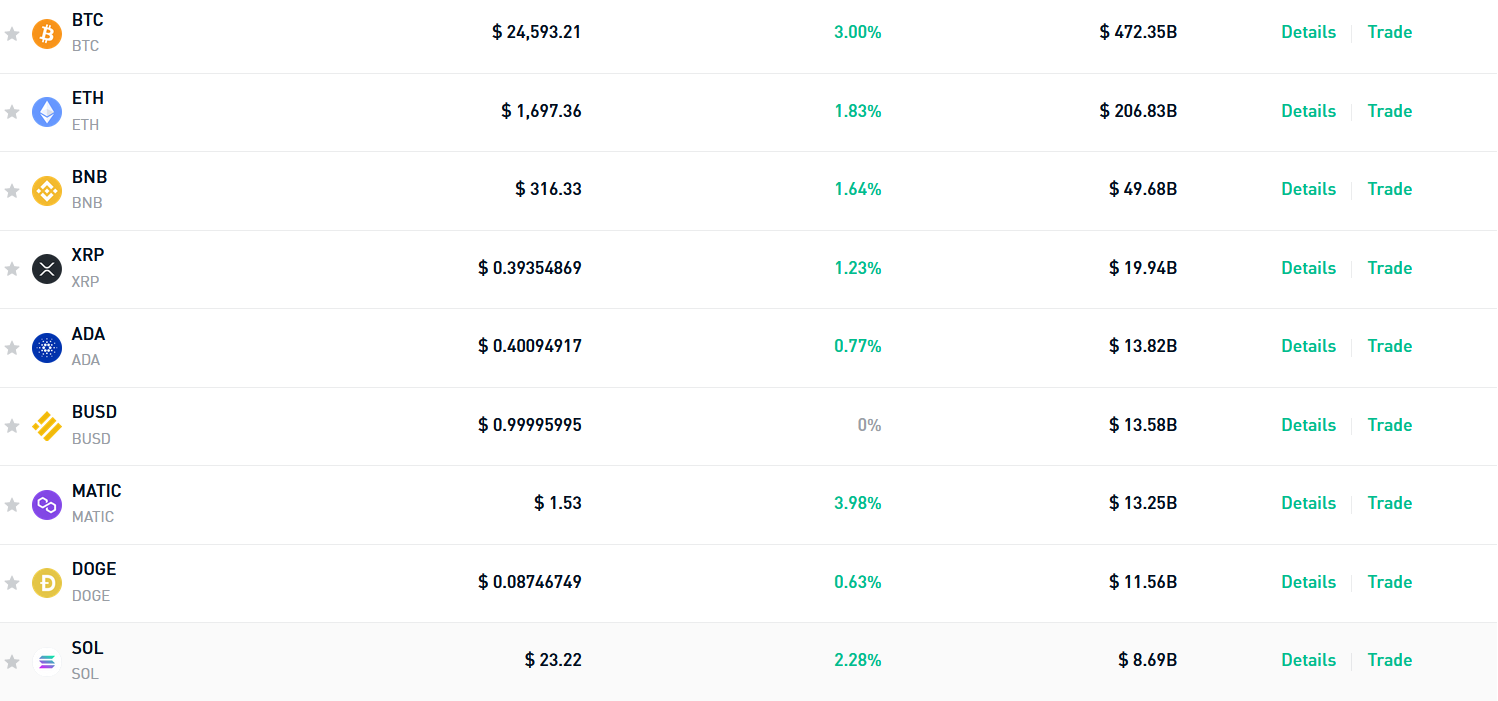 BTC
BTC
$ 24,593.21
3.00%
$ 472.35B
Details
Trade
ETH
ETH
$ 1,697.36
1.83%
$ 206.83B
Details
Trade
BNB
BNB
$ 316.33
1.64%
$ 49.68B
Details
Trade
XRP
XRP
$ 0.39354869
1.23%
$ 19.94B
Details
Trade
ADA
ADA
$ 0.40094917
0.77%
$ 13.82B
Details
Trade
BUSD
BUSD
$ 0.99995995
0%
$ 13.58B
Details
Trade
MATIC
MATIC
$ 1.53
3.98%
$ 13.25B
Details
Trade
DOGE
DOGE
$ 0.08746749
0.63%
$ 11.56B
Details
Trade
SOL
SOL
$ 23.22
2.28%
$ 8.69B
Details
Trade